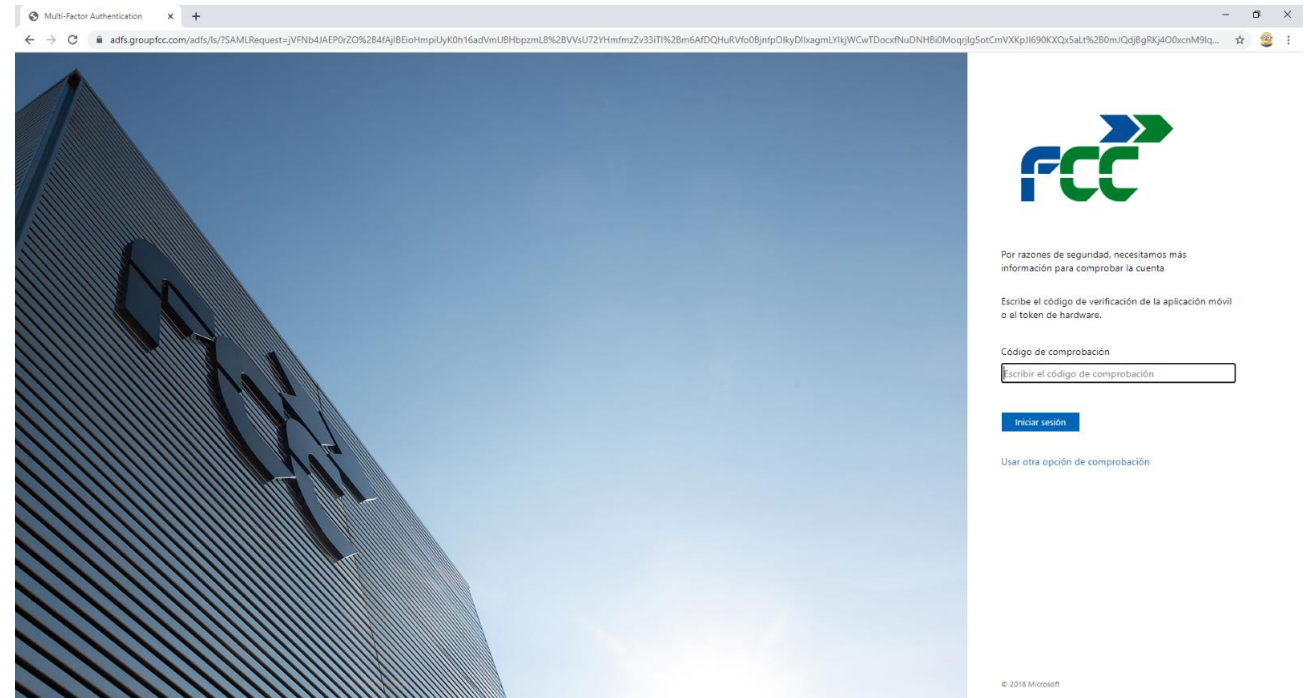 Multi-Factor Authentication
adfs.groupfcc.com/adfs/ls/?SAMLRequest=jVFNb4JAEP0rZO%2B4fAjIBEioHmpiUyK0h16adVmUBHbpzmL8%2BVVsU72YHmfmzZv33iTI%2Bm6AfDQHuRVfo0BjnfpOIkyDlIxagmLYIkjWCwTDocxfNuDNHBi0Moqrjlg5otCmVXKpJI690KXQx5aLt%2B0mJQdjBgRKj4O0xcnM9Iq...
FCC
FCC
Por razones de seguridad, necesitamos más
información para comprobar la cuenta
Escribe el código de verificación de la aplicación móvil
o el token de hardware.
Código de comprobación
Escribir el código de comprobación
Iniciar sesión
Usar otra opción de comprobación
© 2018 Microsoft